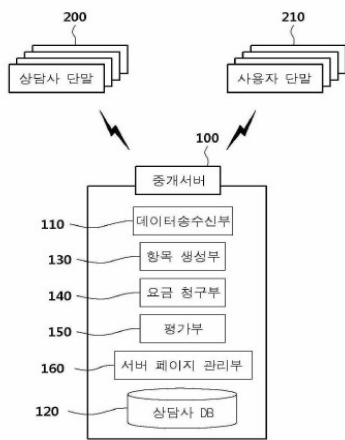 200
210
상담사 단말
사용자 단말
100
중개서버
110
데이터송수신부
130
항목 생성부
140
요금 청구부
150
평가부
160
서버 페이지 관리부
120
상담사 DB